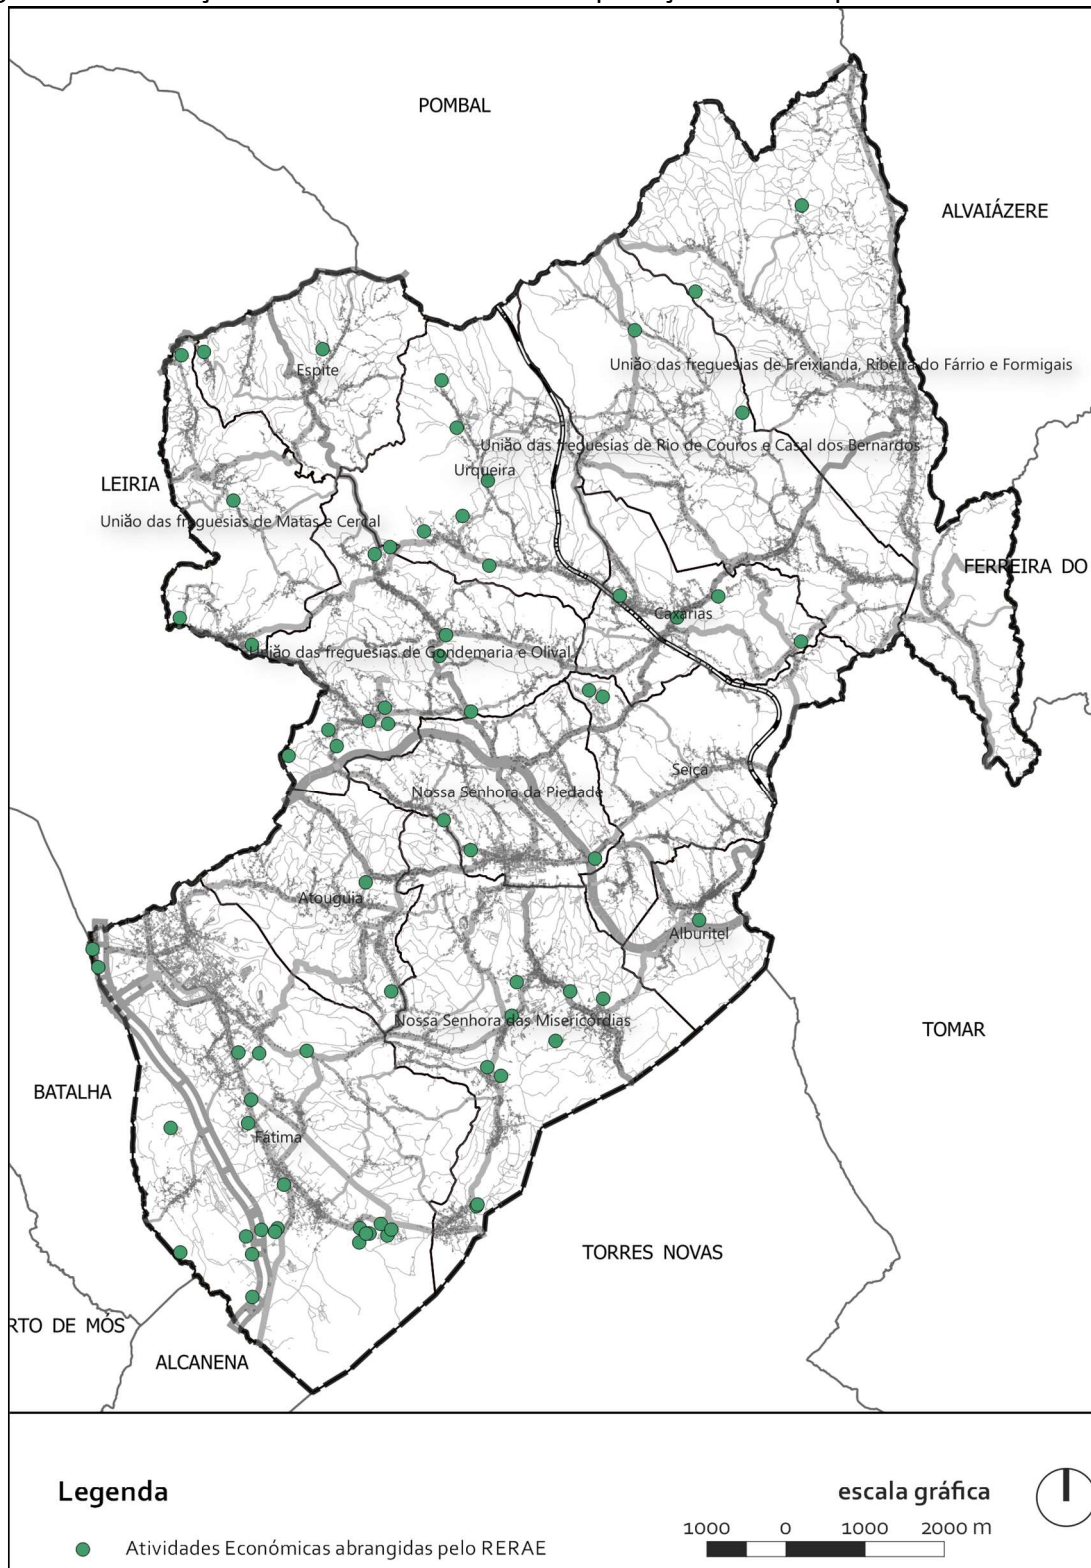 POMBAL
ALVAIÁZERE
Espite
União das freguesias de Freixianda, Ribeira do Fárrio e Formigais
União das freguesias de Rio de Couros e Casal dos Bernardos
Urqueira
LEIRIA
União das freguesias de Matas e Cercal
FERREIRA DO
Caxarias
União das freguesias de Gondemaria e Olival
Seiça
Nossa Senhora da Piedade
Atouguia
Alburitel
Nossa Senhora das Misericórdias
TOMAR
BATALHA
Fátima
TORRES NOVAS
RTO DE MÓS
ALCANENA
Legenda
escala gráfica
1000 0 1000 2000 m
Atividades Económicas abrangidas pelo RERAE